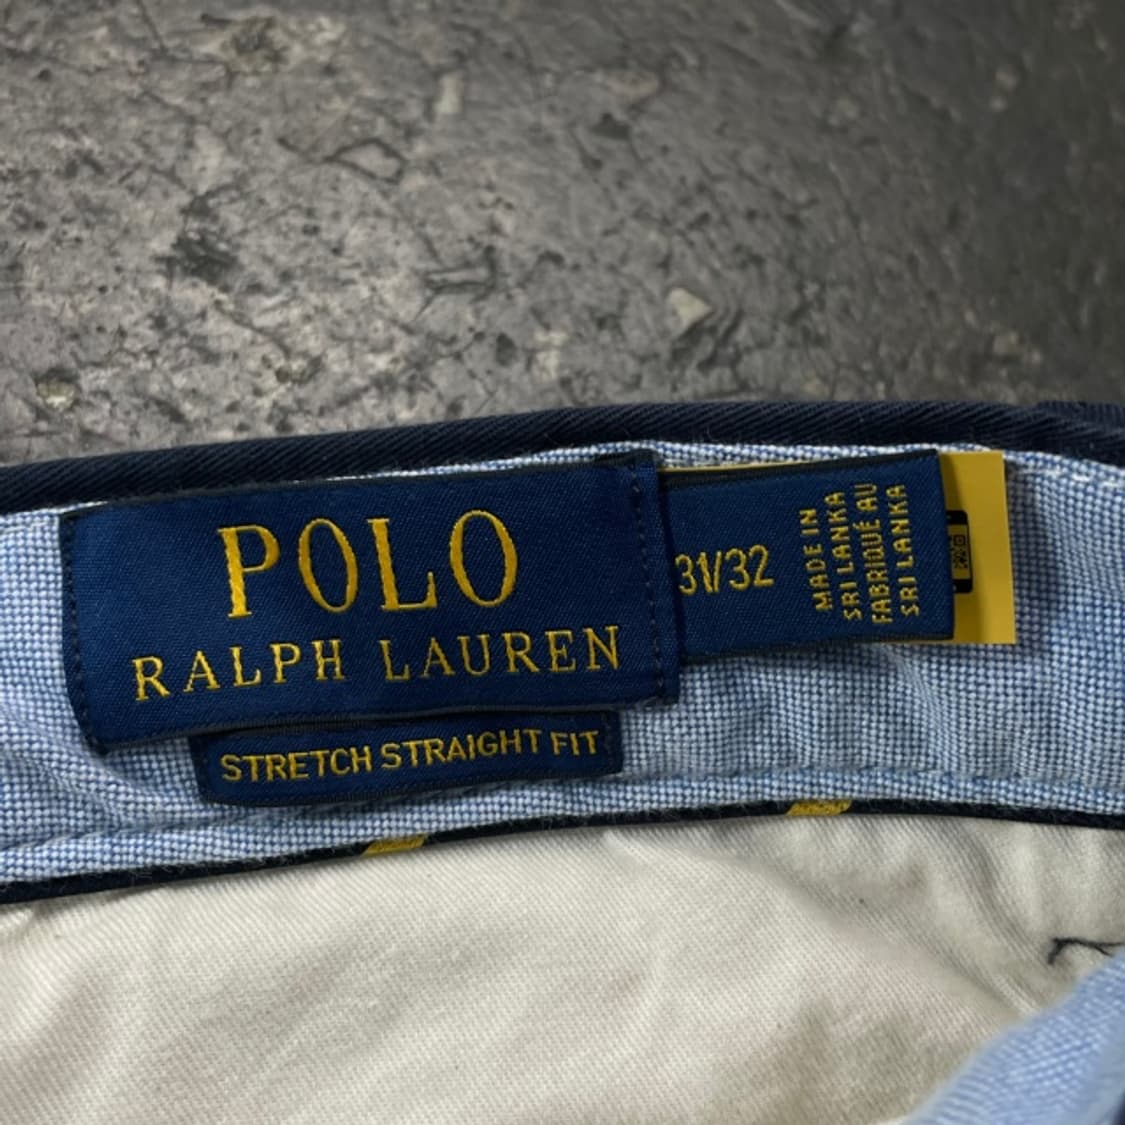 POLO
RALPH LAUREN
STRETCH STRAIGHT FIT
31/32
MADE IN
SRI LANKA
FABRIQUÉ AU
SRI LANKA